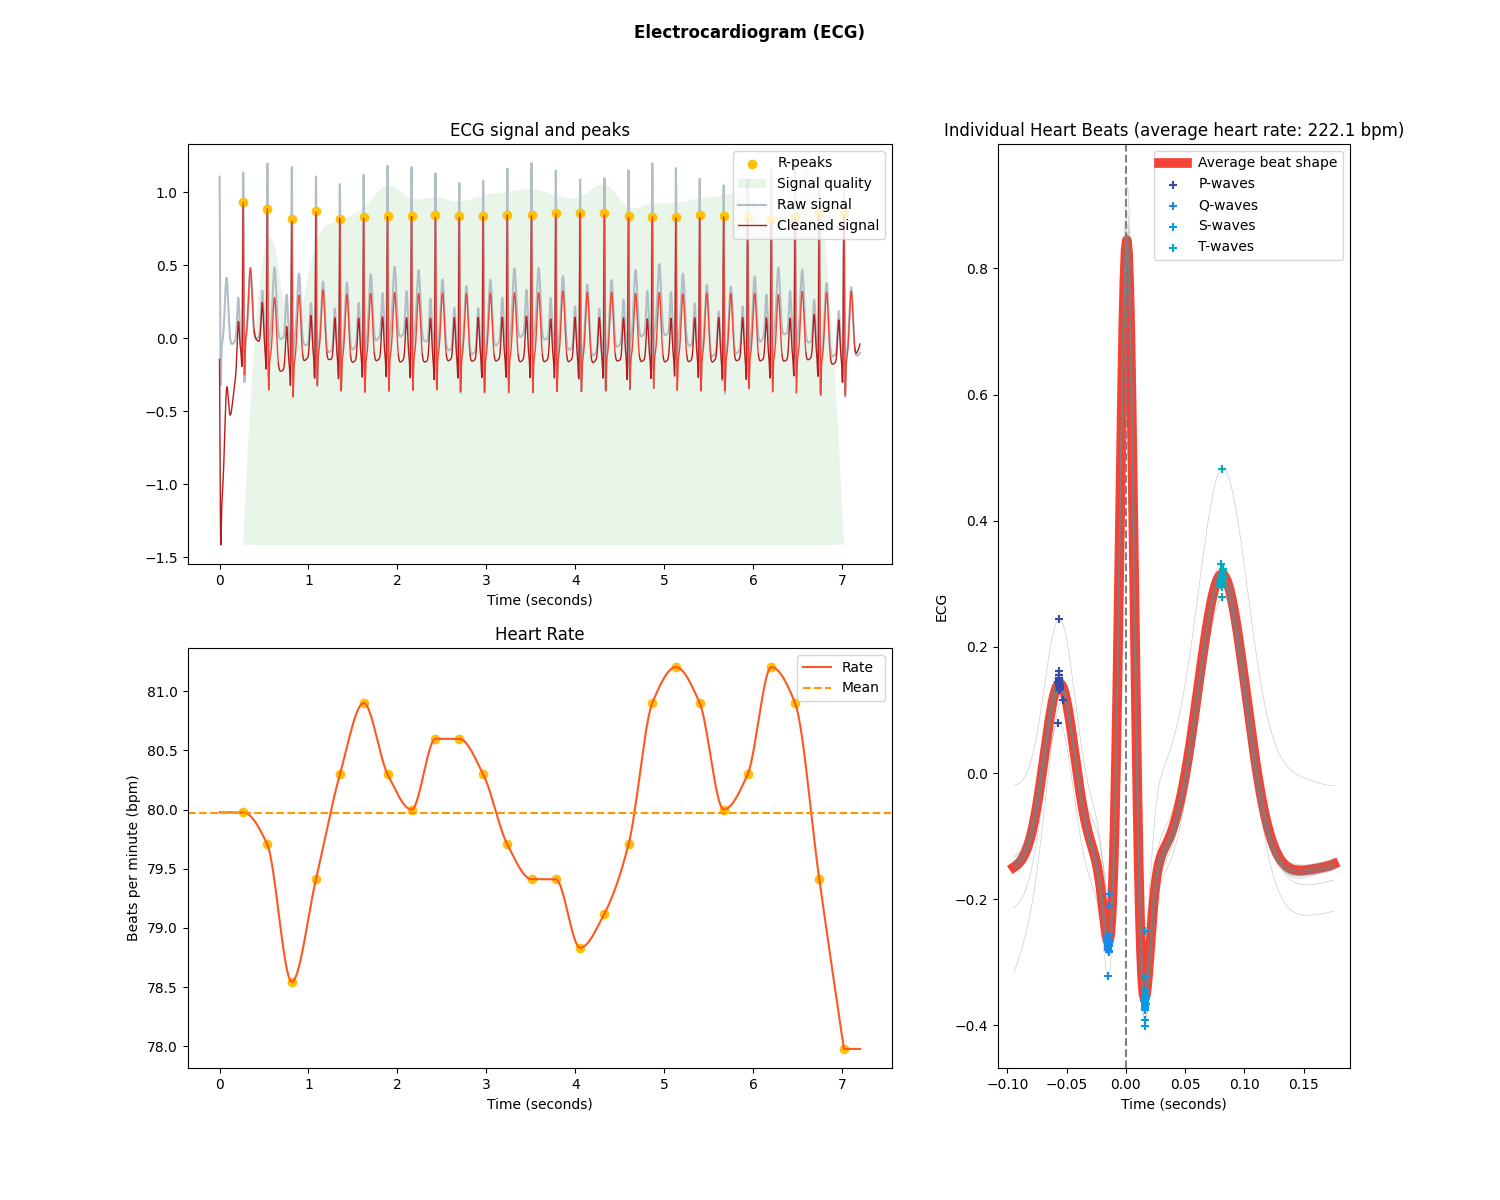 Electrocardiogram (ECG)
ECG signal and peaks
R-peaks
Signal quality
Raw signal
Cleaned signal
1.0
0.5
0.0
−0.5
−1.0
−1.5
0 1 2 3 4 5 6 7
Time (seconds)
Heart Rate
Rate
Mean
Beats per minute (bpm)
81.0
80.5
80.0
79.5
79.0
78.5
78.0
0 1 2 3 4 5 6 7
Time (seconds)
Individual Heart Beats (average heart rate: 222.1 bpm)
Average beat shape
P-waves
Q-waves
S-waves
T-waves
ECG
0.8
0.6
0.4
0.2
0.0
−0.2
−0.4
−0.10 −0.05 0.00 0.05 0.10 0.15
Time (seconds)